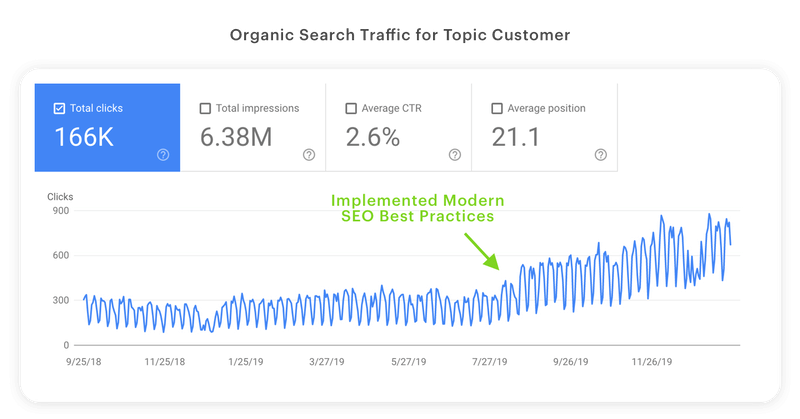 Organic Search Traffic for Topic Customer
Total clicks
166K
Total impressions
6.38M
Average CTR
2.6%
Average position
21.1
Clicks
Implemented Modern
SEO Best Practices
900
600
300
0
9/25/18
11/25/18
1/25/19
3/27/19
5/27/19
7/27/19
9/26/19
11/26/19